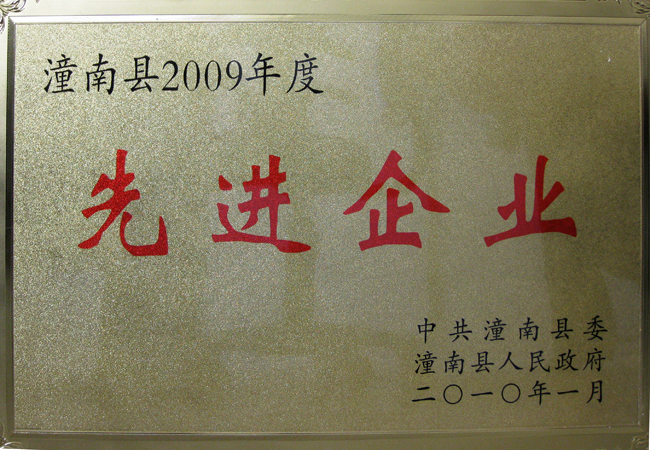 潼南县2009年度
先进企业
中共潼南县委
潼南县人民政府
二〇一〇年一月